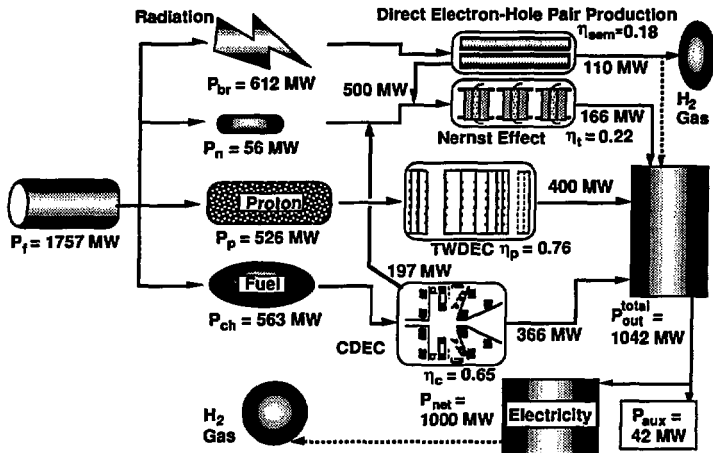 Radiation
Direct Electron-Hole Pair Production
η_sem=0.18
P_br = 612 MW
500 MW
110 MW
H₂
Gas
166 MW
Nernst Effect
η_t = 0.22
P_n = 56 MW
Proton
400 MW
P_f = 1757 MW
P_p = 526 MW
TWDEC η_p = 0.76
197 MW
Fuel
P_ch = 563 MW
CDEC
366 MW
P_out^total =
1042 MW
η_c = 0.65
P_net =
1000 MW
Electricity
P_aux =
42 MW
H₂
Gas